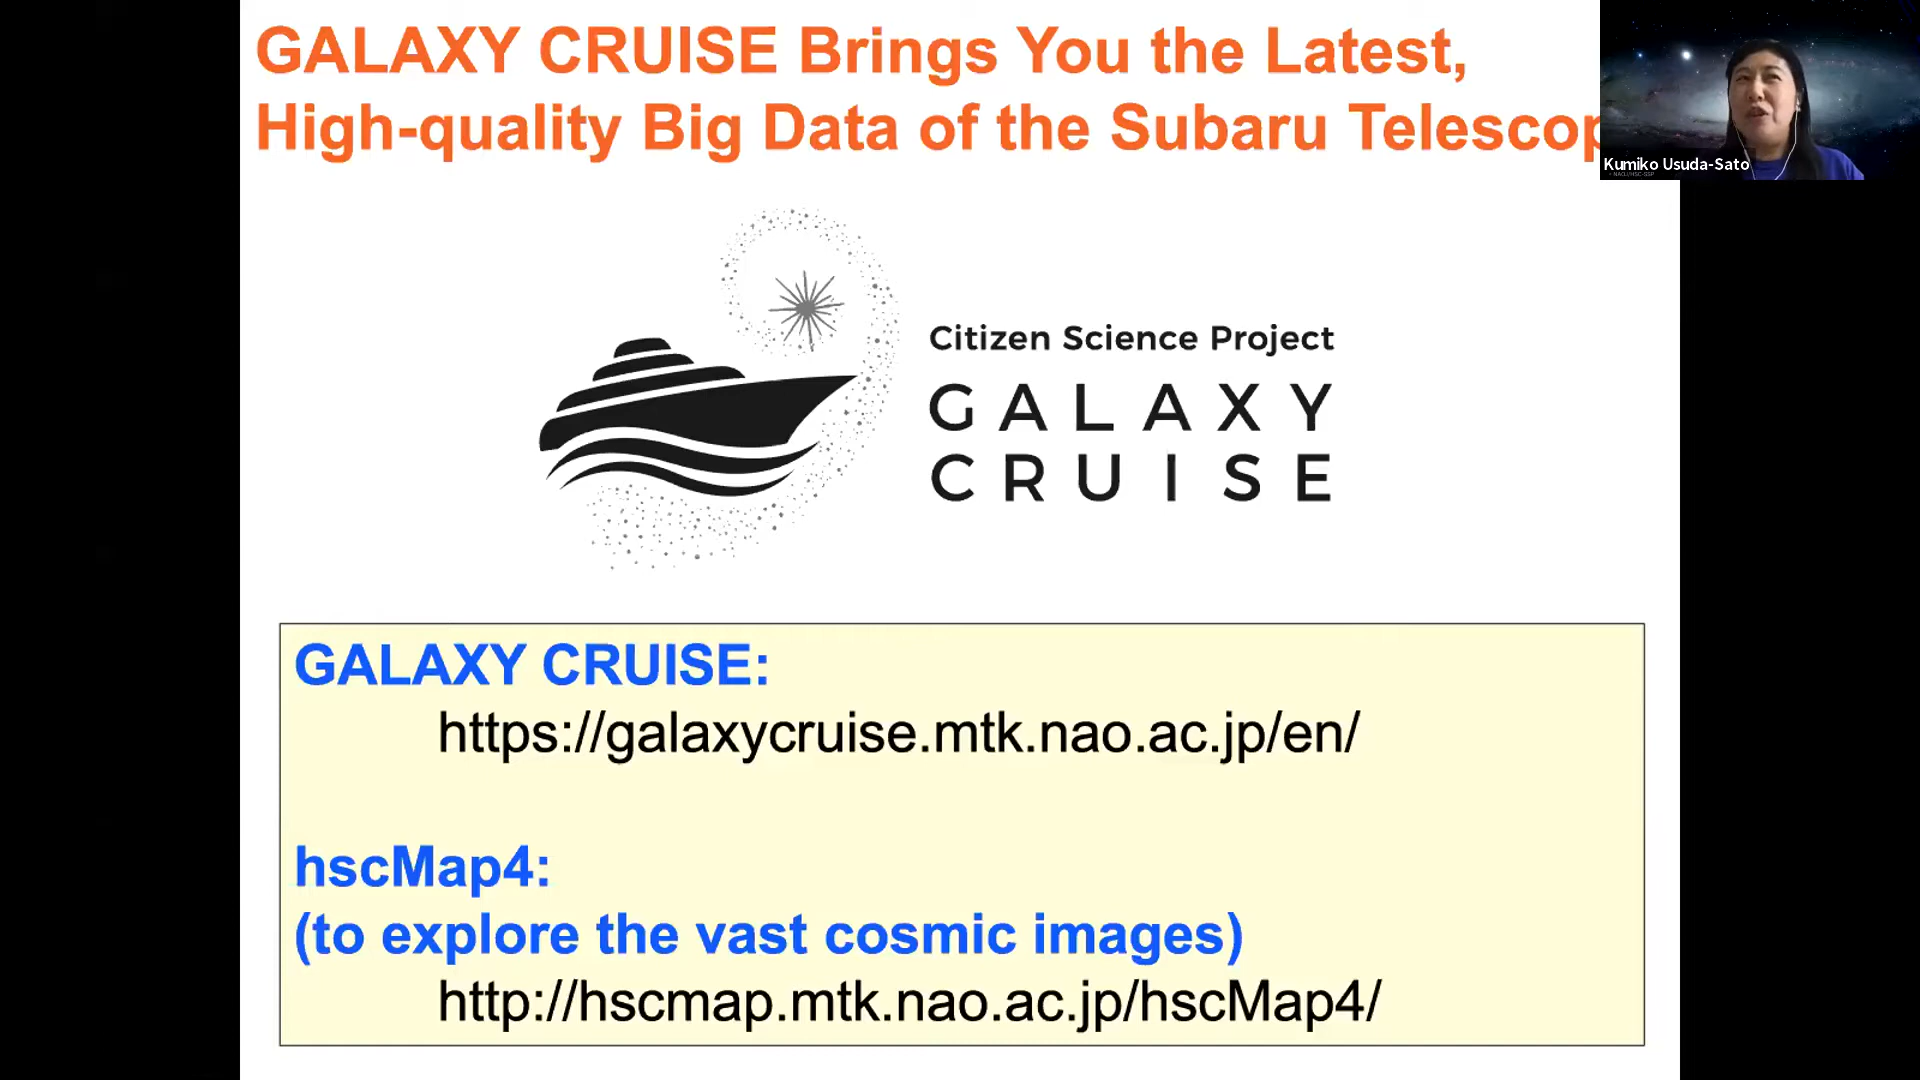 GALAXY CRUISE Brings You the Latest,
High-quality Big Data of the Subaru Telescop
Kumiko Usuda-Sato
Citizen Science Project
GALAXY
CRUISE
GALAXY CRUISE:
https://galaxycruise.mtk.nao.ac.jp/en/
hscMap4:
(to explore the vast cosmic images)
http://hscmap.mtk.nao.ac.jp/hscMap4/